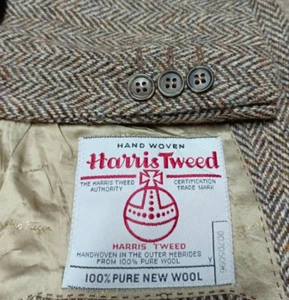 HAND WOVEN
Harris Tweed
THE HARRIS TWEED
AUTHORITY
CERTIFICATION
TRADE MARK
HARRIS TWEED
HANDWOVEN IN THE OUTER HEBRIDES
FROM 100% PURE WOOL
100% PURE NEW WOOL